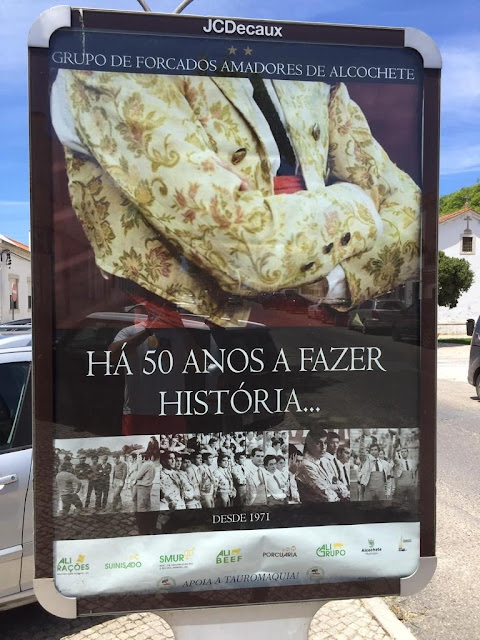 JCDecaux
GRUPO DE FORCADOS AMADORES DE ALCOCHETE
HÁ 50 ANOS A FAZER
HISTÓRIA...
DESDE 1971
ALI RAÇÕES
SUINISADO
SMUR
ALI BEEF
PORCUÁRIA
ALI GRUPO
Alcochete
APOIA A TAUROMAQUIA!